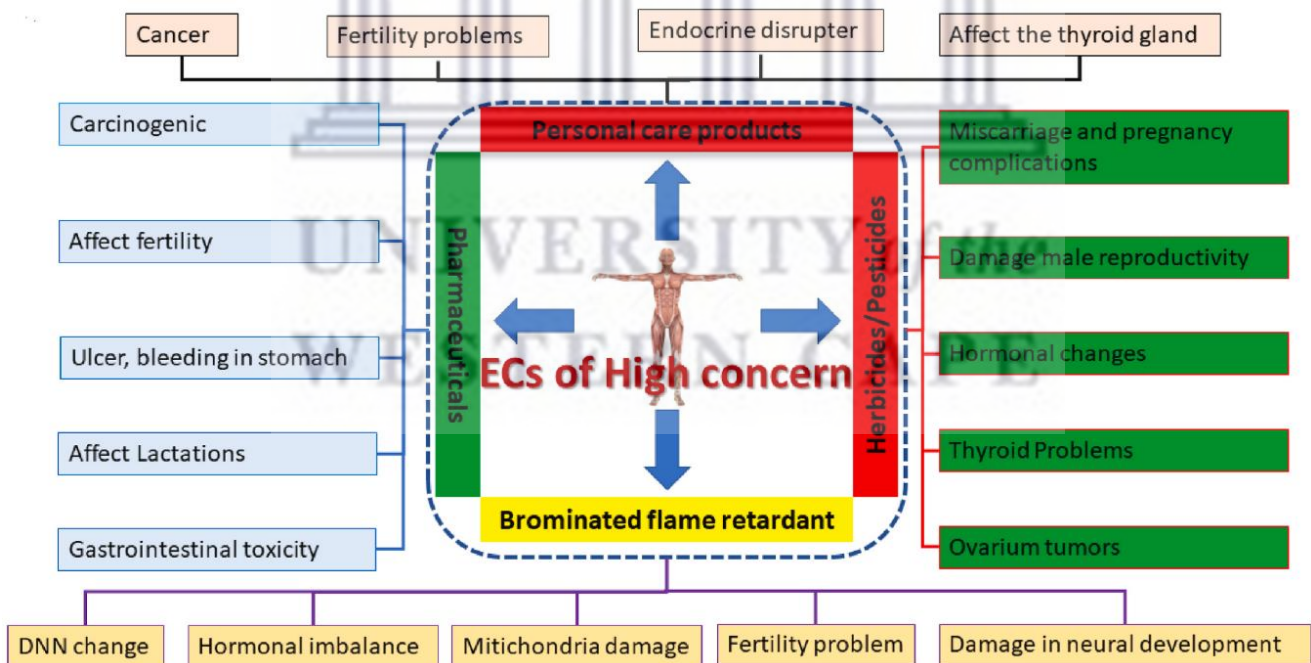 Cancer
Fertility problems
Endocrine disrupter
Affect the thyroid gland
Carcinogenic
Affect fertility
Ulcer, bleeding in stomach
Affect Lactations
Gastrointestinal toxicity
Personal care products
Pharmaceuticals
ECs of High concern
Herbicides/Pesticides
Brominated flame retardant
Miscarriage and pregnancy
complications
Damage male reproductivity
Hormonal changes
Thyroid Problems
Ovarium tumors
DNN change
Hormonal imbalance
Mitichondria damage
Fertility problem
Damage in neural development
UNIVERSITY of the
WESTERN CAPE